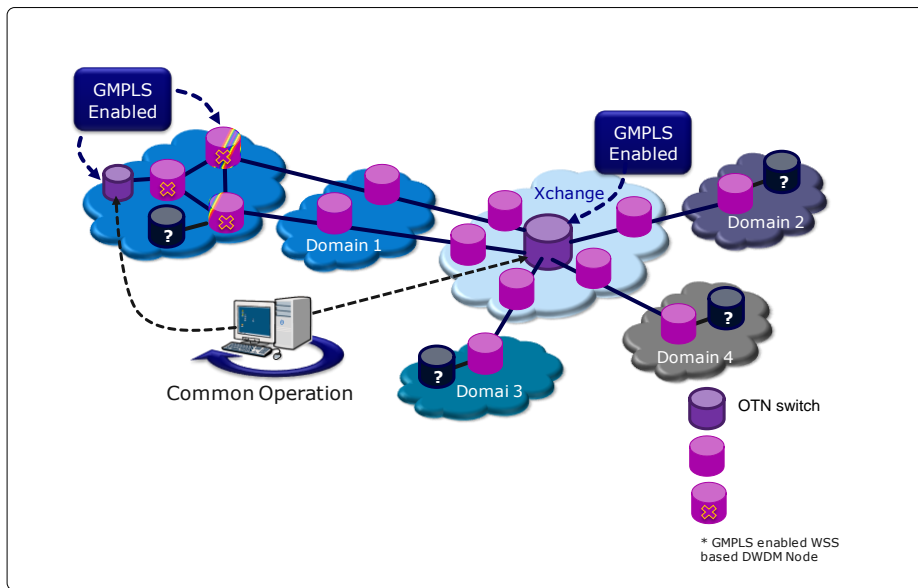 GMPLS
Enabled
GMPLS
Enabled
Xchange
?
Domain 2
?
Domain 1
?
Domain 4
?
Domai 3
Common Operation
OTN switch
* GMPLS enabled WSS
based DWDM Node